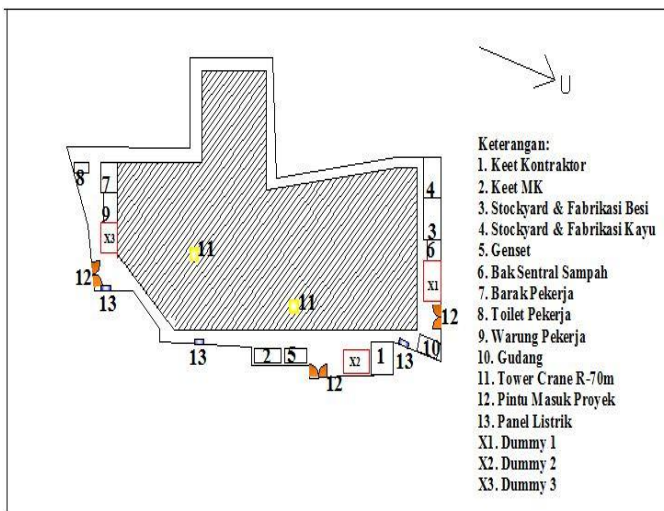 U
8
7
9
X3
12
13
11
11
4
3
6
X1
12
10
13
2
5
12
X2
1
13
Keterangan:
1. Keet Kontraktor
2. Keet MK
3. Stockyard & Fabrikasi Besi
4. Stockyard & Fabrikasi Kayu
5. Genset
6. Bak Sentral Sampah
7. Barak Pekerja
8. Toilet Pekerja
9. Warung Pekerja
10. Gudang
11. Tower Crane R-70m
12. Pintu Masuk Proyek
13. Panel Listrik
X1. Dummy 1
X2. Dummy 2
X3. Dummy 3